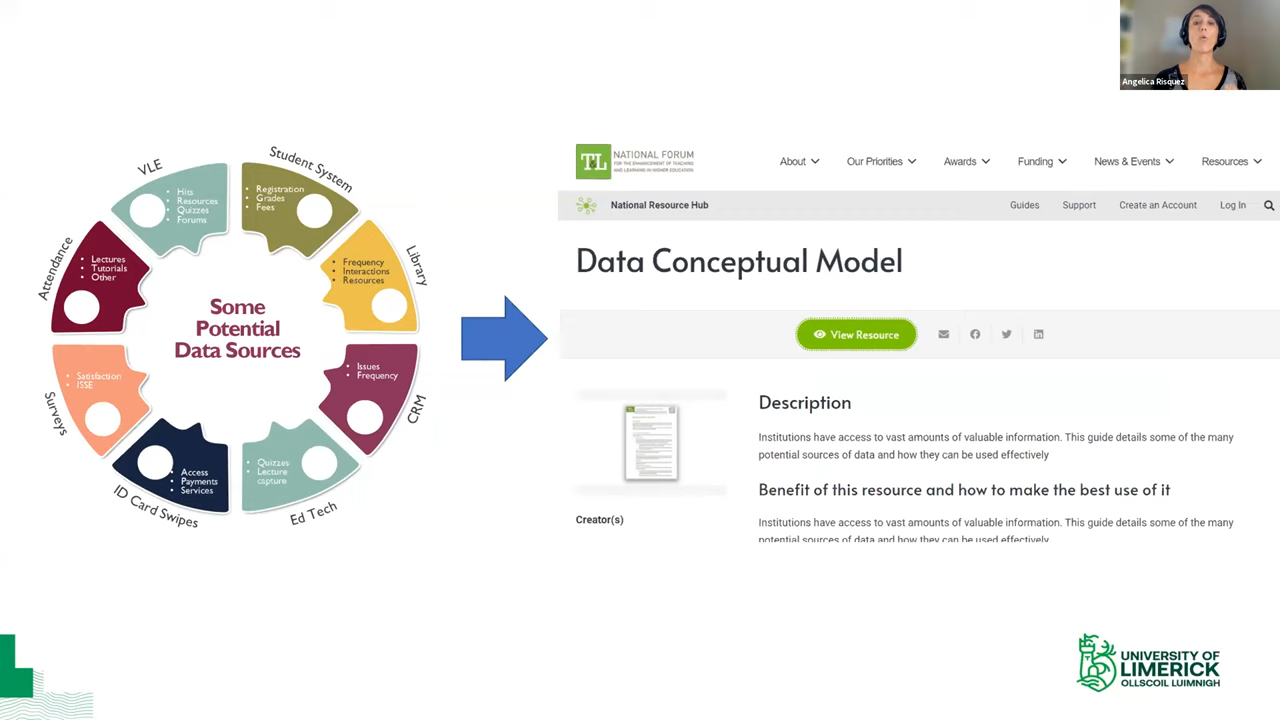 Angelica Risquez
VLE
Hits
Resources
Quizzes
Forums
Student System
Registration
Grades
Fees
Library
Frequency
Interactions
Resources
CRM
Issues
Frequency
Ed Tech
Quizzes
Lecture
capture
ID Card Swipes
Access
Payments
Services
Surveys
Satisfaction
ISSE
Attendance
Lectures
Tutorials
Other
Some
Potential
Data Sources
T&L
NATIONAL FORUM
FOR THE ENHANCEMENT OF TEACHING
AND LEARNING IN HIGHER EDUCATION
About Our Priorities Awards Funding News & Events Resources
National Resource Hub Guides Support Create an Account Log In
Data Conceptual Model
View Resource
Description
Institutions have access to vast amounts of valuable information. This guide details some of the many
potential sources of data and how they can be used effectively
Benefit of this resource and how to make the best use of it
Institutions have access to vast amounts of valuable information. This guide details some of the many
potential sources of data and how they can be used effectively.
Creator(s)
UNIVERSITY OF
LIMERICK
OLLSCOIL LUIMNIGH